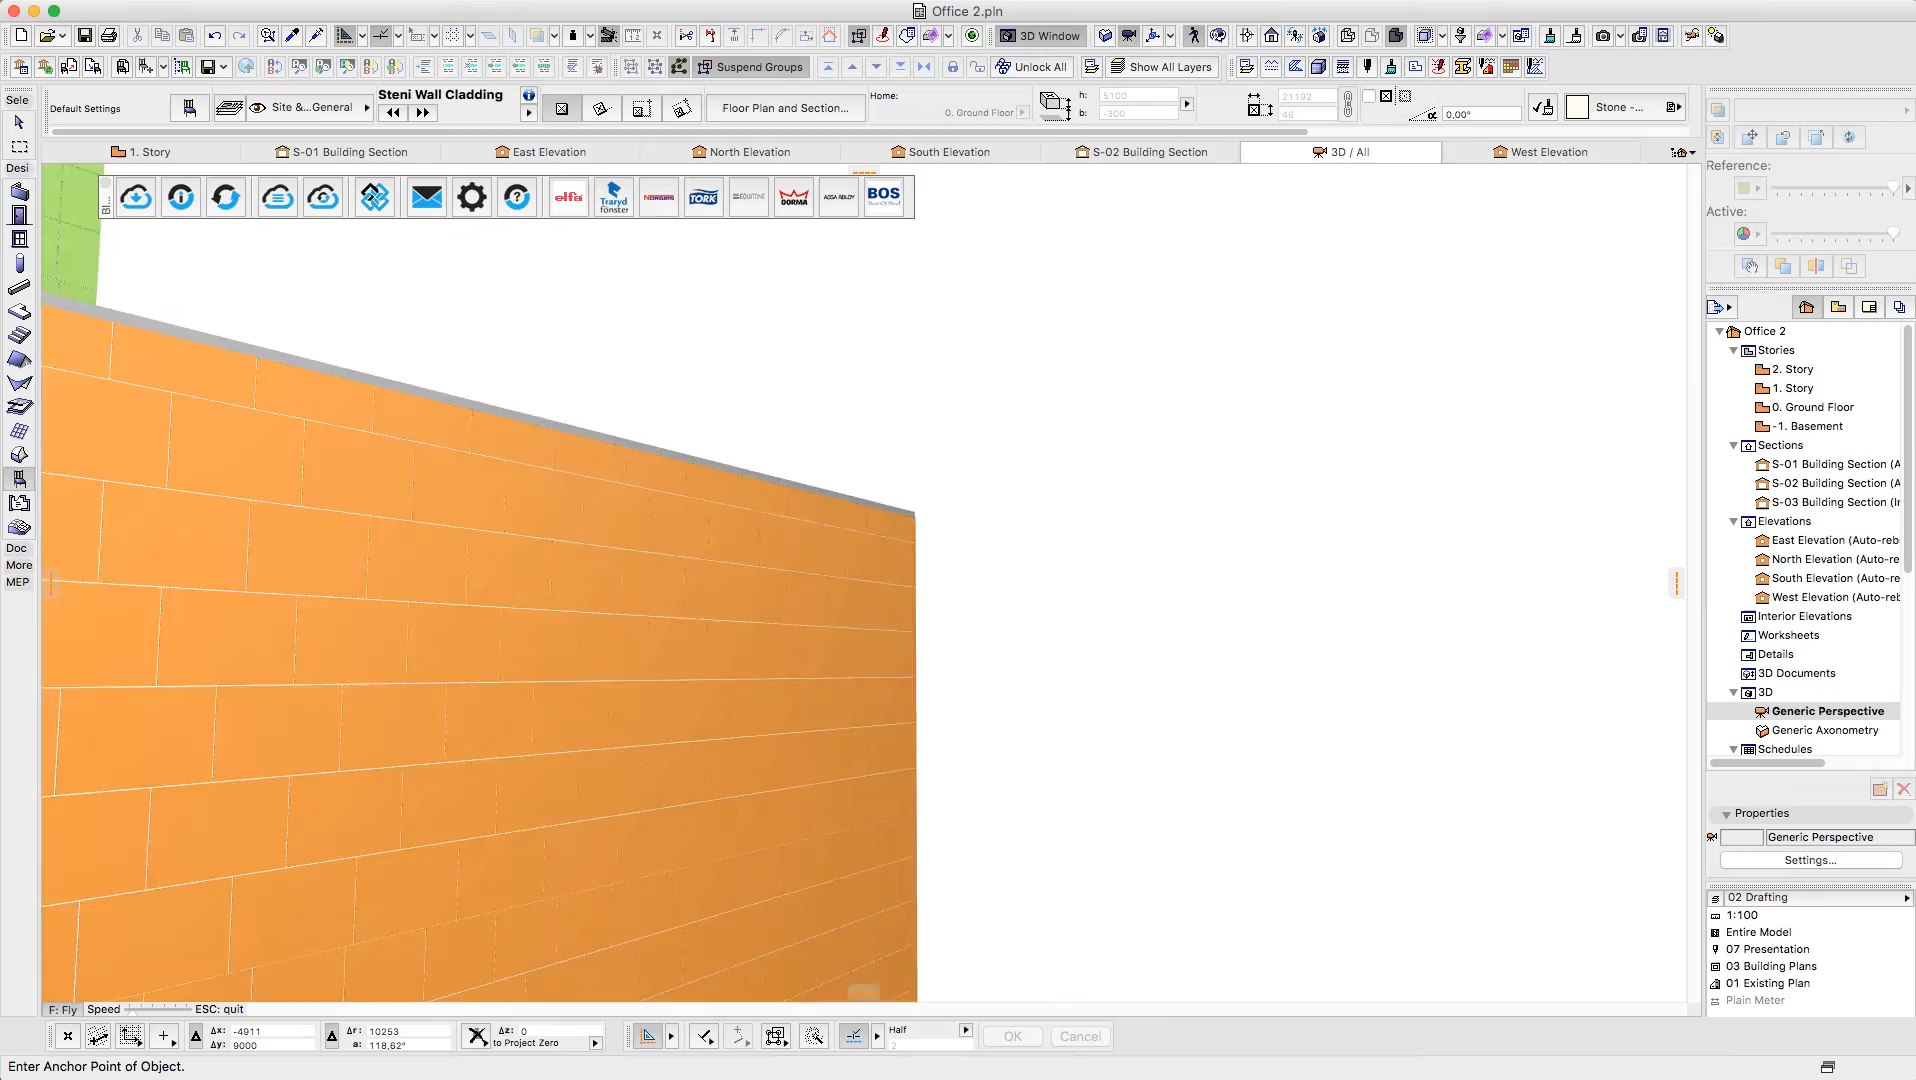 Office 2.pln
3D Window
Suspend Groups
Unlock All
Show All Layers
Sele
Default Settings
Site &...General
Steni Wall Cladding
Floor Plan and Section...
Home:
0. Ground Floor
h:
5100
b:
-300
21192
46
α
0,00°
Stone -...
1. Story
S-01 Building Section
East Elevation
North Elevation
South Elevation
S-02 Building Section
3D / All
West Elevation
Desi
Bl...
elfa
Traryd fönster
NORGIPS
TORK
EQUITONE
DORMA
ASSA ABLOY
BOS
Reference:
Active:
Office 2
Stories
2. Story
1. Story
0. Ground Floor
-1. Basement
Sections
S-01 Building Section (A
S-02 Building Section (A
S-03 Building Section (Ir
Elevations
East Elevation (Auto-reb
North Elevation (Auto-re
South Elevation (Auto-re
West Elevation (Auto-ret
Interior Elevations
Worksheets
Details
3D Documents
3D
Generic Perspective
Generic Axonometry
Schedules
Doc
More
MEP
Properties
Generic Perspective
Settings...
02 Drafting
1:100
Entire Model
07 Presentation
03 Building Plans
01 Existing Plan
Plain Meter
F: Fly
Speed
ESC: quit
Δx: -4911
Δy: 9000
Δr: 10253
a: 118,62°
Δz: 0
to Project Zero
Half
2
OK
Cancel
Enter Anchor Point of Object.